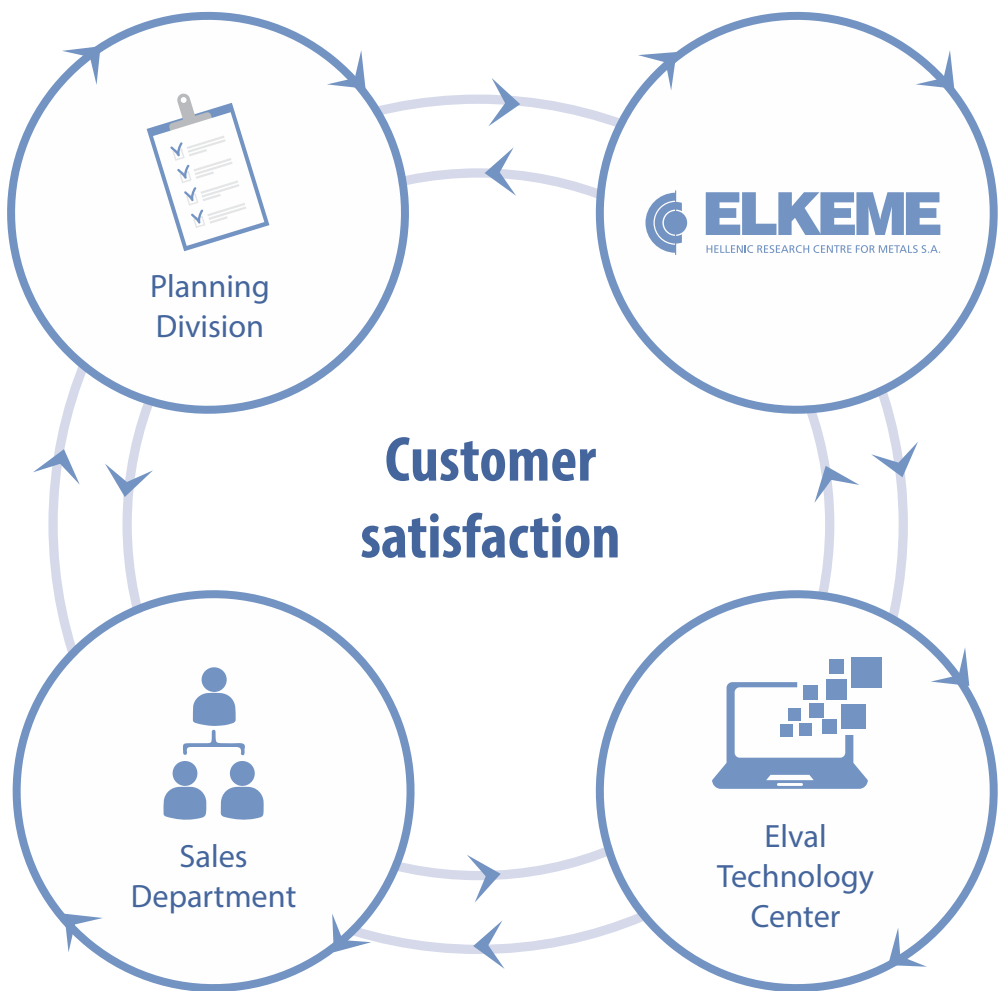 Planning
Division
ELKEME
HELLENIC RESEARCH CENTRE FOR METALS S.A.
Customer
satisfaction
Sales
Department
Elval
Technology
Center